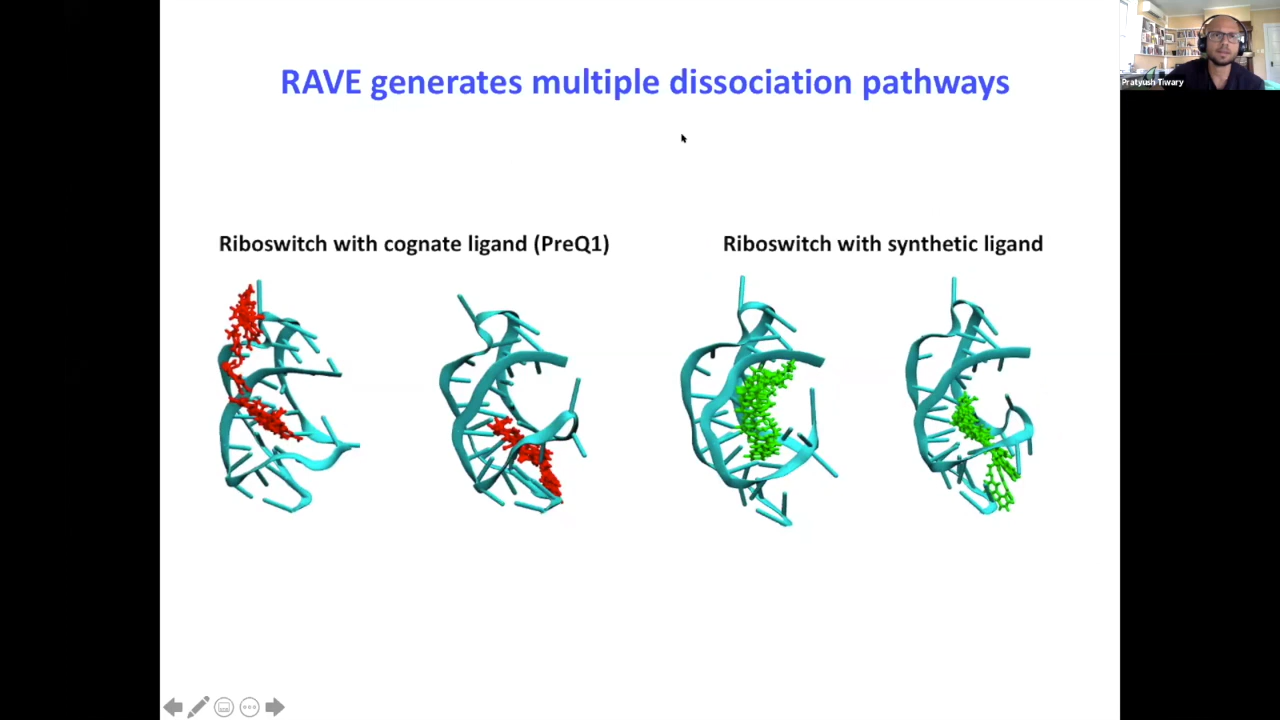 Pratyush Tiwary
RAVE generates multiple dissociation pathways
Riboswitch with cognate ligand (PreQ1)
Riboswitch with synthetic ligand